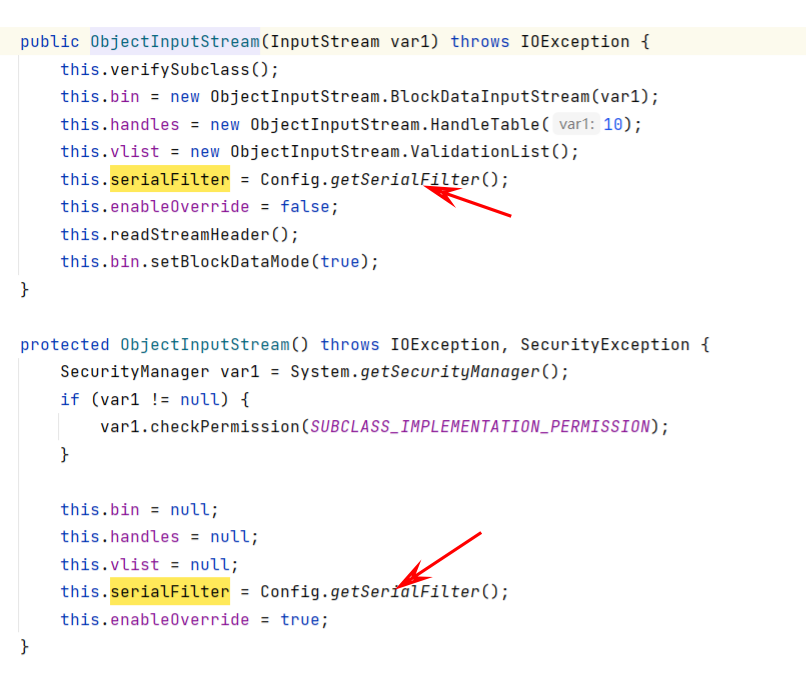 public ObjectInputStream(InputStream var1) throws IOException {
    this.verifySubclass();
    this.bin = new ObjectInputStream.BlockDataInputStream(var1);
    this.handles = new ObjectInputStream.HandleTable( var1: 10);
    this.vlist = new ObjectInputStream.ValidationList();
    this.serialFilter = Config.getSerialFilter();
    this.enableOverride = false;
    this.readStreamHeader();
    this.bin.setBlockDataMode(true);
}
protected ObjectInputStream() throws IOException, SecurityException {
    SecurityManager var1 = System.getSecurityManager();
    if (var1 != null) {
        var1.checkPermission(SUBCLASS_IMPLEMENTATION_PERMISSION);
    }
    this.bin = null;
    this.handles = null;
    this.vlist = null;
    this.serialFilter = Config.getSerialFilter();
    this.enableOverride = true;
}